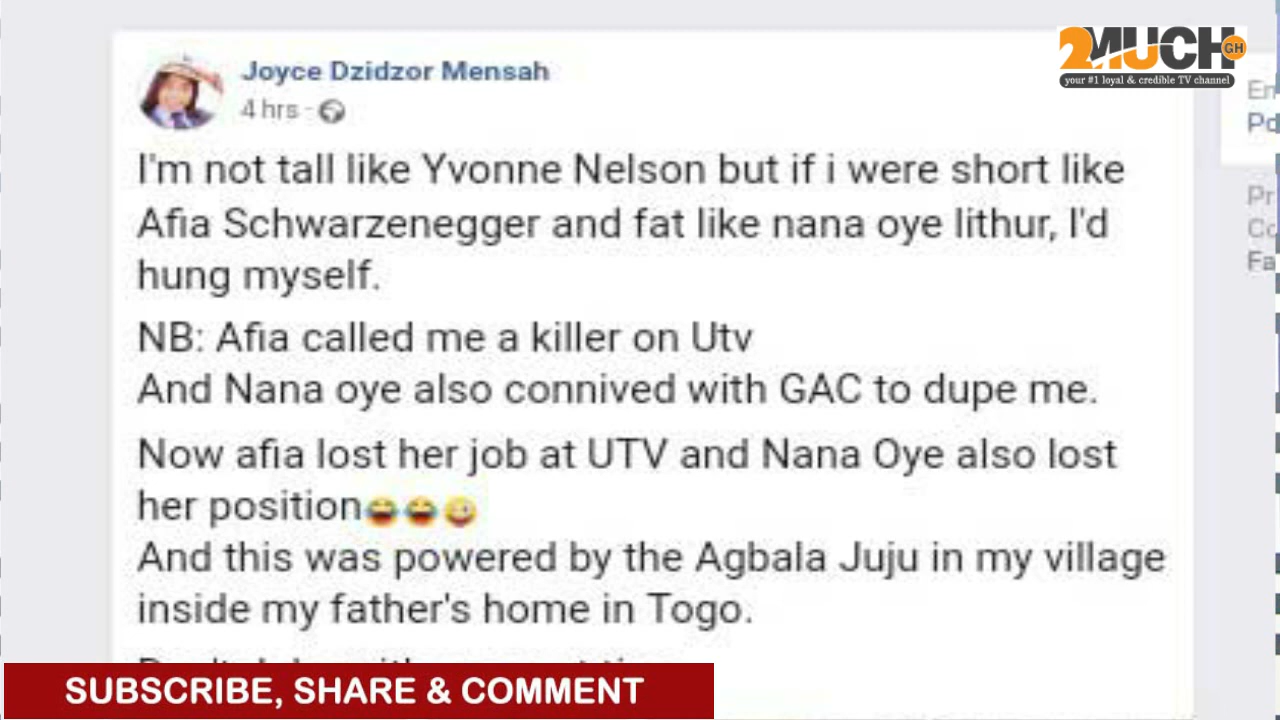 2MUCH GH
your #1 loyal & credible TV channel
Joyce Dzidzor Mensah
4 hrs
I'm not tall like Yvonne Nelson but if i were short like
Afia Schwarzenegger and fat like nana oye lithur, I'd
hung myself.
NB: Afia called me a killer on Utv
And Nana oye also connived with GAC to dupe me.
Now afia lost her job at UTV and Nana Oye also lost
her position😂😂😜
And this was powered by the Agbala Juju in my village
inside my father's home in Togo.
SUBSCRIBE, SHARE & COMMENT